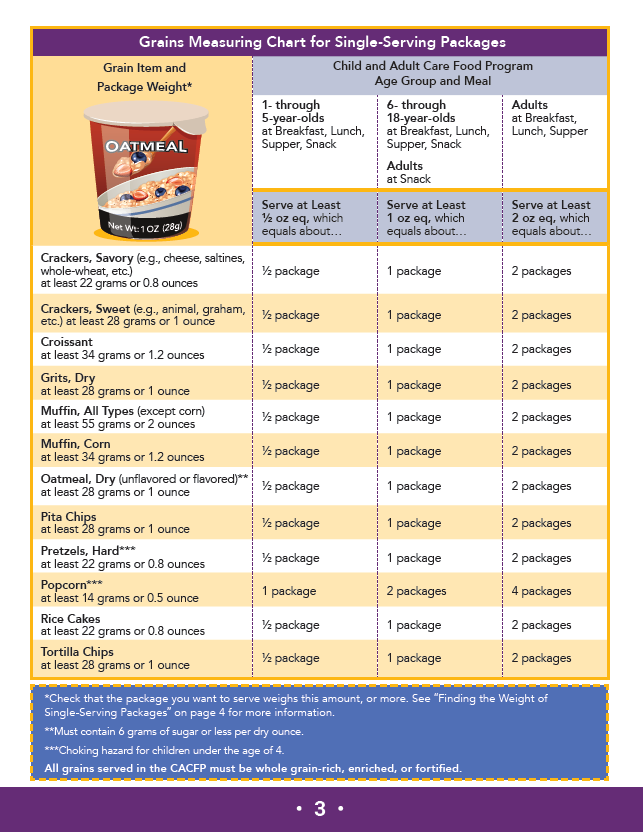 Grains Measuring Chart for Single-Serving Packages
Grain Item and
Package Weight*
OATMEAL
Net Wt: 1 OZ (28g)
Child and Adult Care Food Program
Age Group and Meal
1- through
5-year-olds
at Breakfast, Lunch,
Supper, Snack
6- through
18-year-olds
at Breakfast, Lunch,
Supper, Snack
Adults
at Snack
Adults
at Breakfast,
Lunch, Supper
Serve at Least
½ oz eq, which
equals about…
Serve at Least
1 oz eq, which
equals about…
Serve at Least
2 oz eq, which
equals about…
Crackers, Savory (e.g., cheese, saltines,
whole-wheat, etc.)
at least 22 grams or 0.8 ounces
½ package
1 package
2 packages
Crackers, Sweet (e.g., animal, graham,
etc.) at least 28 grams or 1 ounce
½ package
1 package
2 packages
Croissant
at least 34 grams or 1.2 ounces
½ package
1 package
2 packages
Grits, Dry
at least 28 grams or 1 ounce
½ package
1 package
2 packages
Muffin, All Types (except corn)
at least 55 grams or 2 ounces
½ package
1 package
2 packages
Muffin, Corn
at least 34 grams or 1.2 ounces
½ package
1 package
2 packages
Oatmeal, Dry (unflavored or flavored)**
at least 28 grams or 1 ounce
½ package
1 package
2 packages
Pita Chips
at least 28 grams or 1 ounce
½ package
1 package
2 packages
Pretzels, Hard***
at least 22 grams or 0.8 ounces
½ package
1 package
2 packages
Popcorn***
at least 14 grams or 0.5 ounce
1 package
2 packages
4 packages
Rice Cakes
at least 22 grams or 0.8 ounces
½ package
1 package
2 packages
Tortilla Chips
at least 28 grams or 1 ounce
½ package
1 package
2 packages
*Check that the package you want to serve weighs this amount, or more. See "Finding the Weight of
Single-Serving Packages" on page 4 for more information.
**Must contain 6 grams of sugar or less per dry ounce.
***Choking hazard for children under the age of 4.
All grains served in the CACFP must be whole grain-rich, enriched, or fortified.
• 3 •